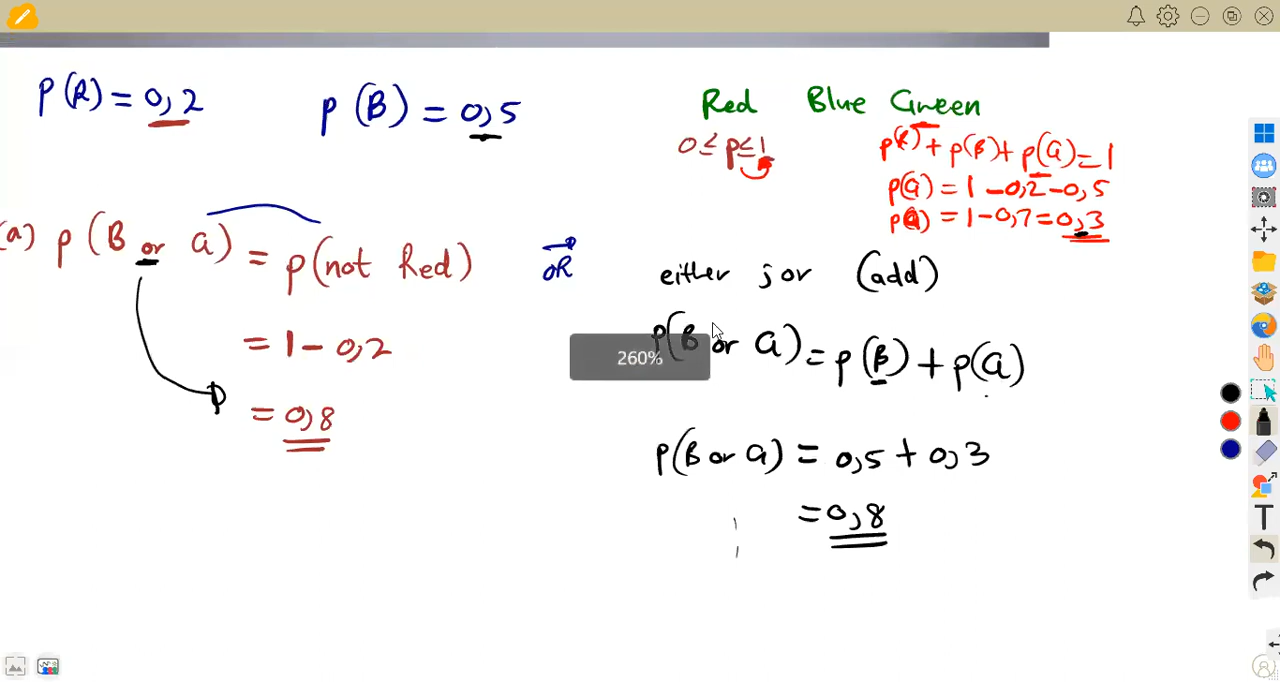 P(R) = 0,2
P(B) = 0,5
(a) P(B or G) = P(not Red)
= 1 - 0,2
= 0,8
OR
Red Blue Green
0 ≤ P ≤ 1
P(R) + P(B) + P(G) = 1
P(G) = 1 - 0,2 - 0,5
P(G) = 1 - 0,7 = 0,3
either ; or (add)
P(B or G) = P(B) + P(G)
260%
P(B or G) = 0,5 + 0,3
= 0,8
T